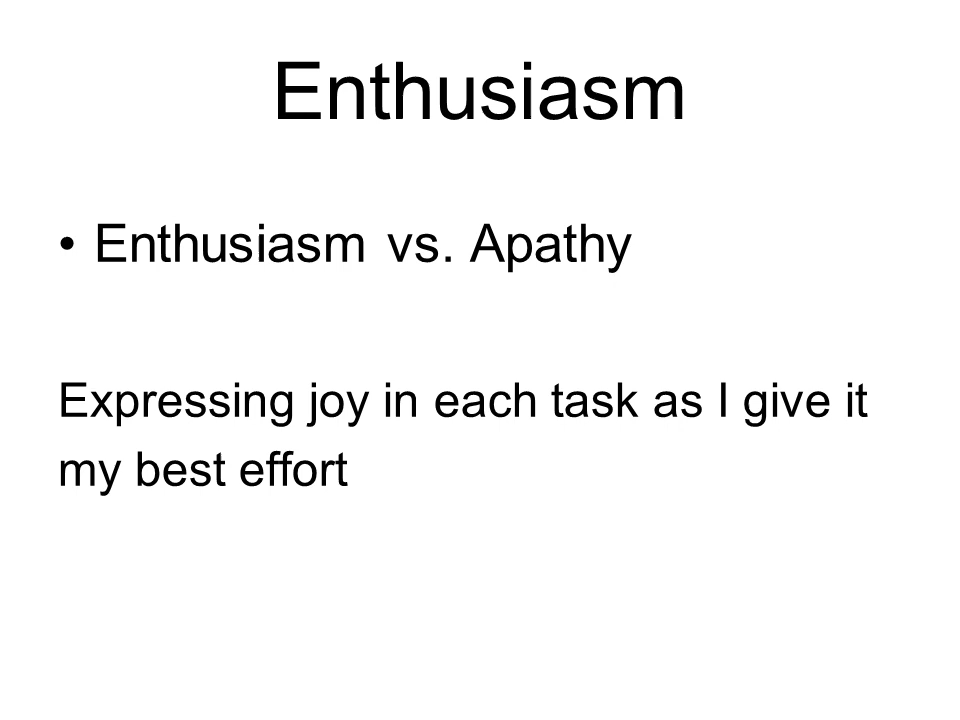 Enthusiasm
• Enthusiasm vs. Apathy
Expressing joy in each task as I give it
my best effort